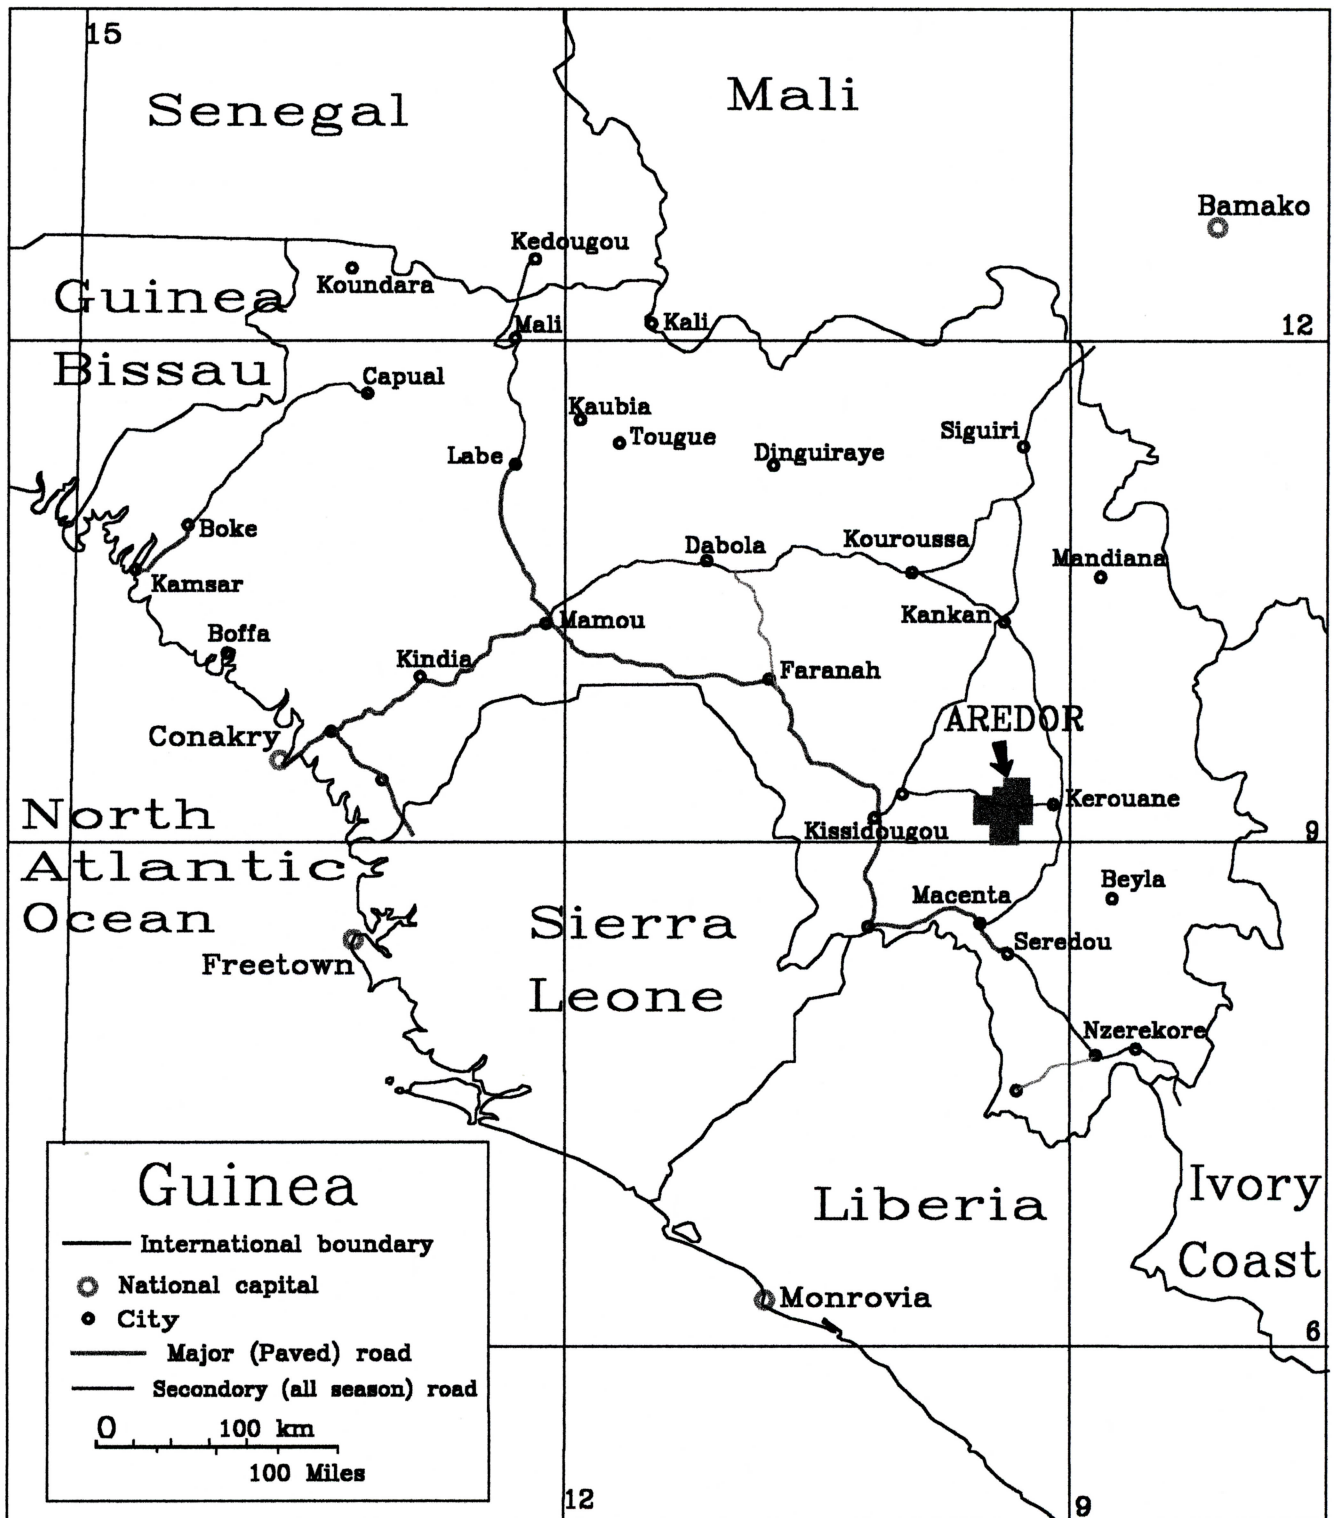 15
Senegal
Mali
Bamako
Kedougou
Koundara
Guinea
Mali
Kali
12
Bissau
Capual
Kaubia
Tougue
Siguiri
Labe
Dinguiraye
Boke
Kouroussa
Dabola
Mandiana
Kamsar
Kankan
Mamou
Boffa
Kindia
Faranah
AREDOR
Conakry
Kerouane
North
Kissidougou
9
Atlantic
Beyla
Macenta
Ocean
Sierra
Seredou
Freetown
Leone
Nzerekore
Guinea
Ivory
Liberia
International boundary
Coast
National capital
Monrovia
City
6
Major (Paved) road
Secondory (all season) road
0 100 km
100 Miles
12
9